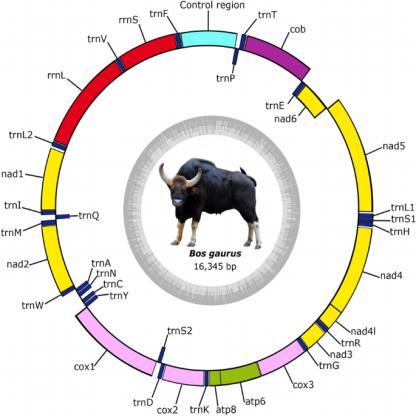 Control region
trnT
cob
trnP
trnE
nad6
nad5
trnL1
trnS1
trnH
nad4
nad4l
trnR
nad3
trnG
cox3
atp6
atp8
trnK
cox2
trnD
trnS2
cox1
trnY
trnC
trnN
trnA
trnW
nad2
trnM
trnQ
trnI
nad1
trnL2
rrnL
trnV
rrnS
trnF
Bos gaurus
16,345 bp